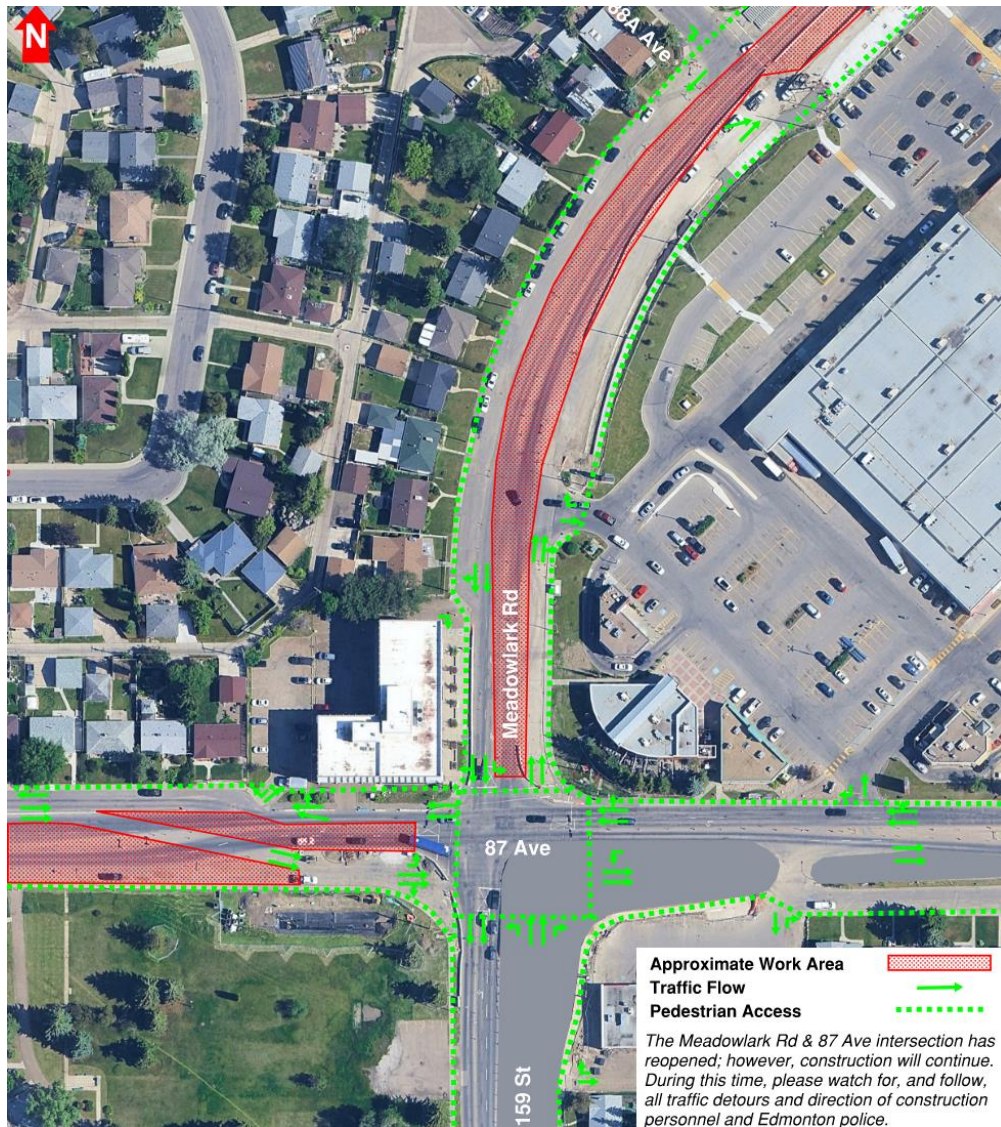 N
88A Ave
Meadowlark Rd
87 Ave
159 St
Approximate Work Area
Traffic Flow
Pedestrian Access
The Meadowlark Rd & 87 Ave intersection has
reopened; however, construction will continue.
During this time, please watch for, and follow,
all traffic detours and direction of construction
personnel and Edmonton police.